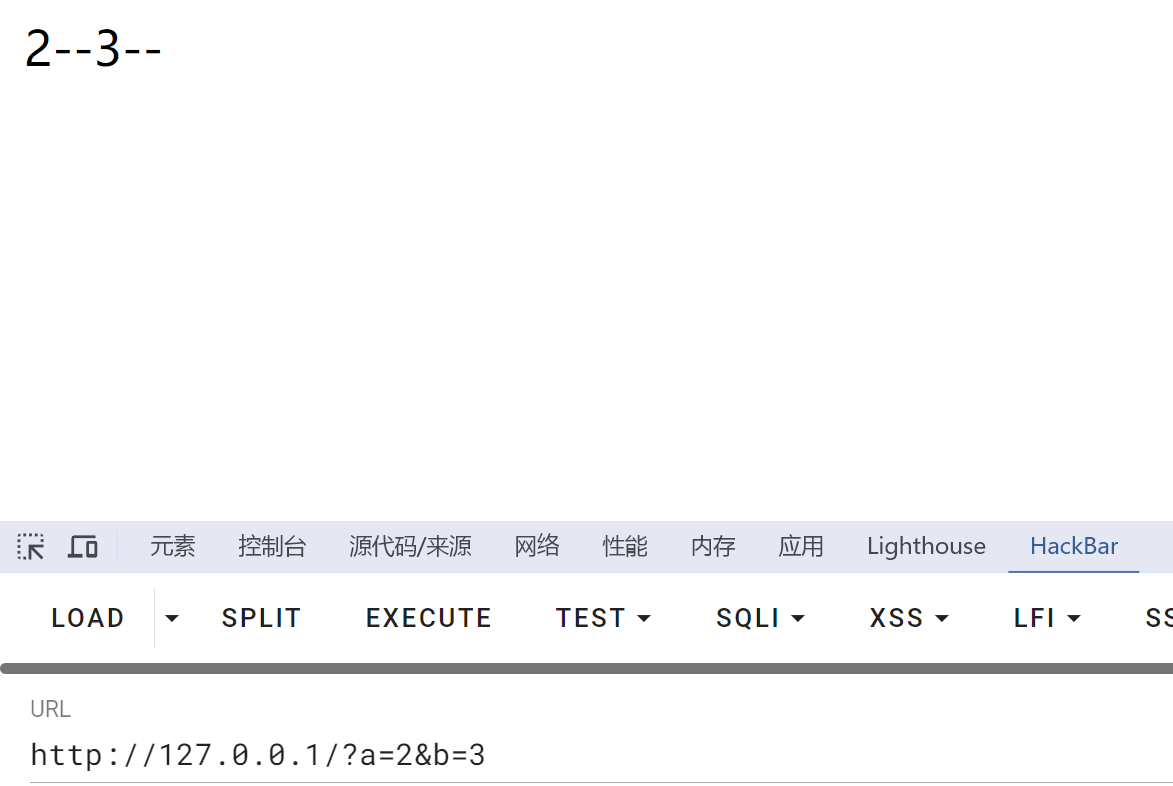 2--3--
元素 控制台 源代码/来源 网络 性能 内存 应用 Lighthouse HackBar
LOAD SPLIT EXECUTE TEST SQLI XSS LFI SS
URL
http://127.0.0.1/?a=2&b=3